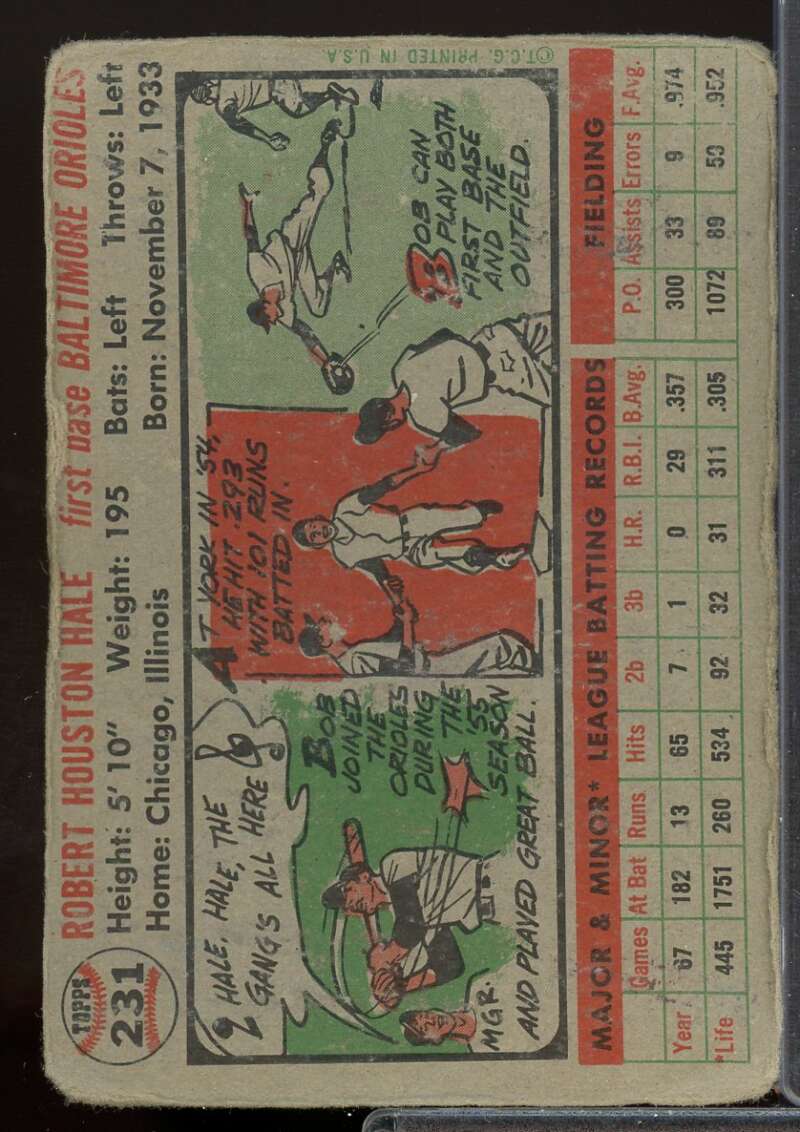 TOPPS
231
ROBERT HOUSTON HALE first base BALTIMORE ORIOLES
Height: 5' 10" Weight: 195 Bats: Left Throws: Left
Home: Chicago, Illinois Born: November 7, 1933
HALE, HALE, THE
GANG'S ALL HERE
MGR.
BOB
JOINED
THE
ORIOLES
DURING
THE
'55
SEASON
AND PLAYED GREAT BALL.
AT YORK IN '54,
HE HIT .293
WITH 101 RUNS
BATTED IN.
BOB CAN
PLAY BOTH
FIRST BASE
AND THE
OUTFIELD.
©T.C.G. PRINTED IN U.S.A.
MAJOR & MINOR* LEAGUE BATTING RECORDS FIELDING
Games At Bat Runs Hits 2b 3b H.R. R.B.I. B.Avg. P.O. Assists Errors F.Avg.
Year 67 182 13 65 7 1 0 29 .357 300 33 9 .974
*Life 445 1751 260 534 92 32 31 311 .305 1072 89 53 .952